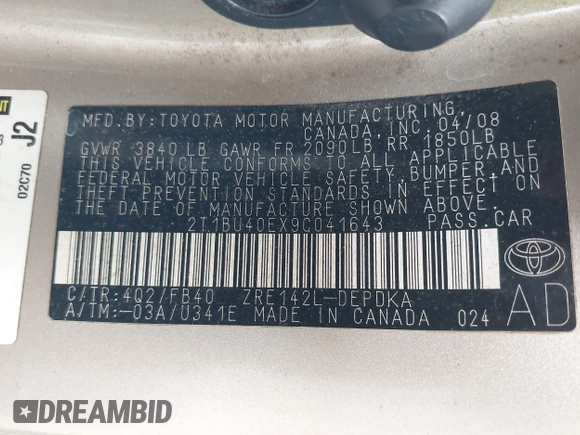 MFD.BY:TOYOTA MOTOR MANUFACTURING
CANADA, INC. 04/08
GVWR 3840 LB GAWR FR 2090LB, RR 1850LB
THIS VEHICLE CONFORMS TO ALL APPLICABLE
FEDERAL MOTOR VEHICLE SAFETY, BUMPER, AND
THEFT PREVENTION STANDARDS IN EFFECT ON
THE DATE OF MANUFACTURE SHOWN ABOVE.
2T1BU40EX9C041643 PASS.CAR
C/TR:4Q2/FB40 ZRE142L-DEPDKA
A/TM:-03A/U341E MADE IN CANADA 024
AD
J2
02C70
DREAMBID